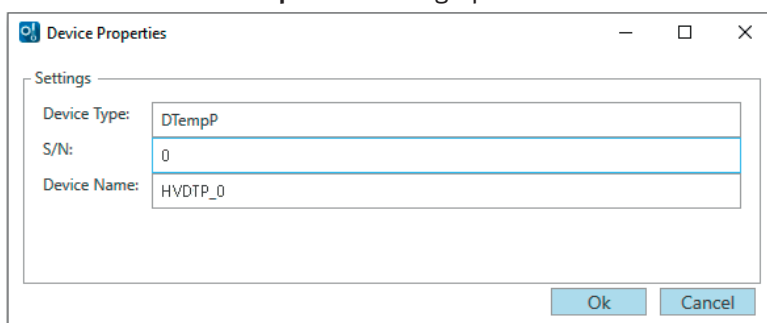 Device Properties
Settings
Device Type: DTempP
S/N: 0
Device Name: HVDTP_0
Ok Cancel